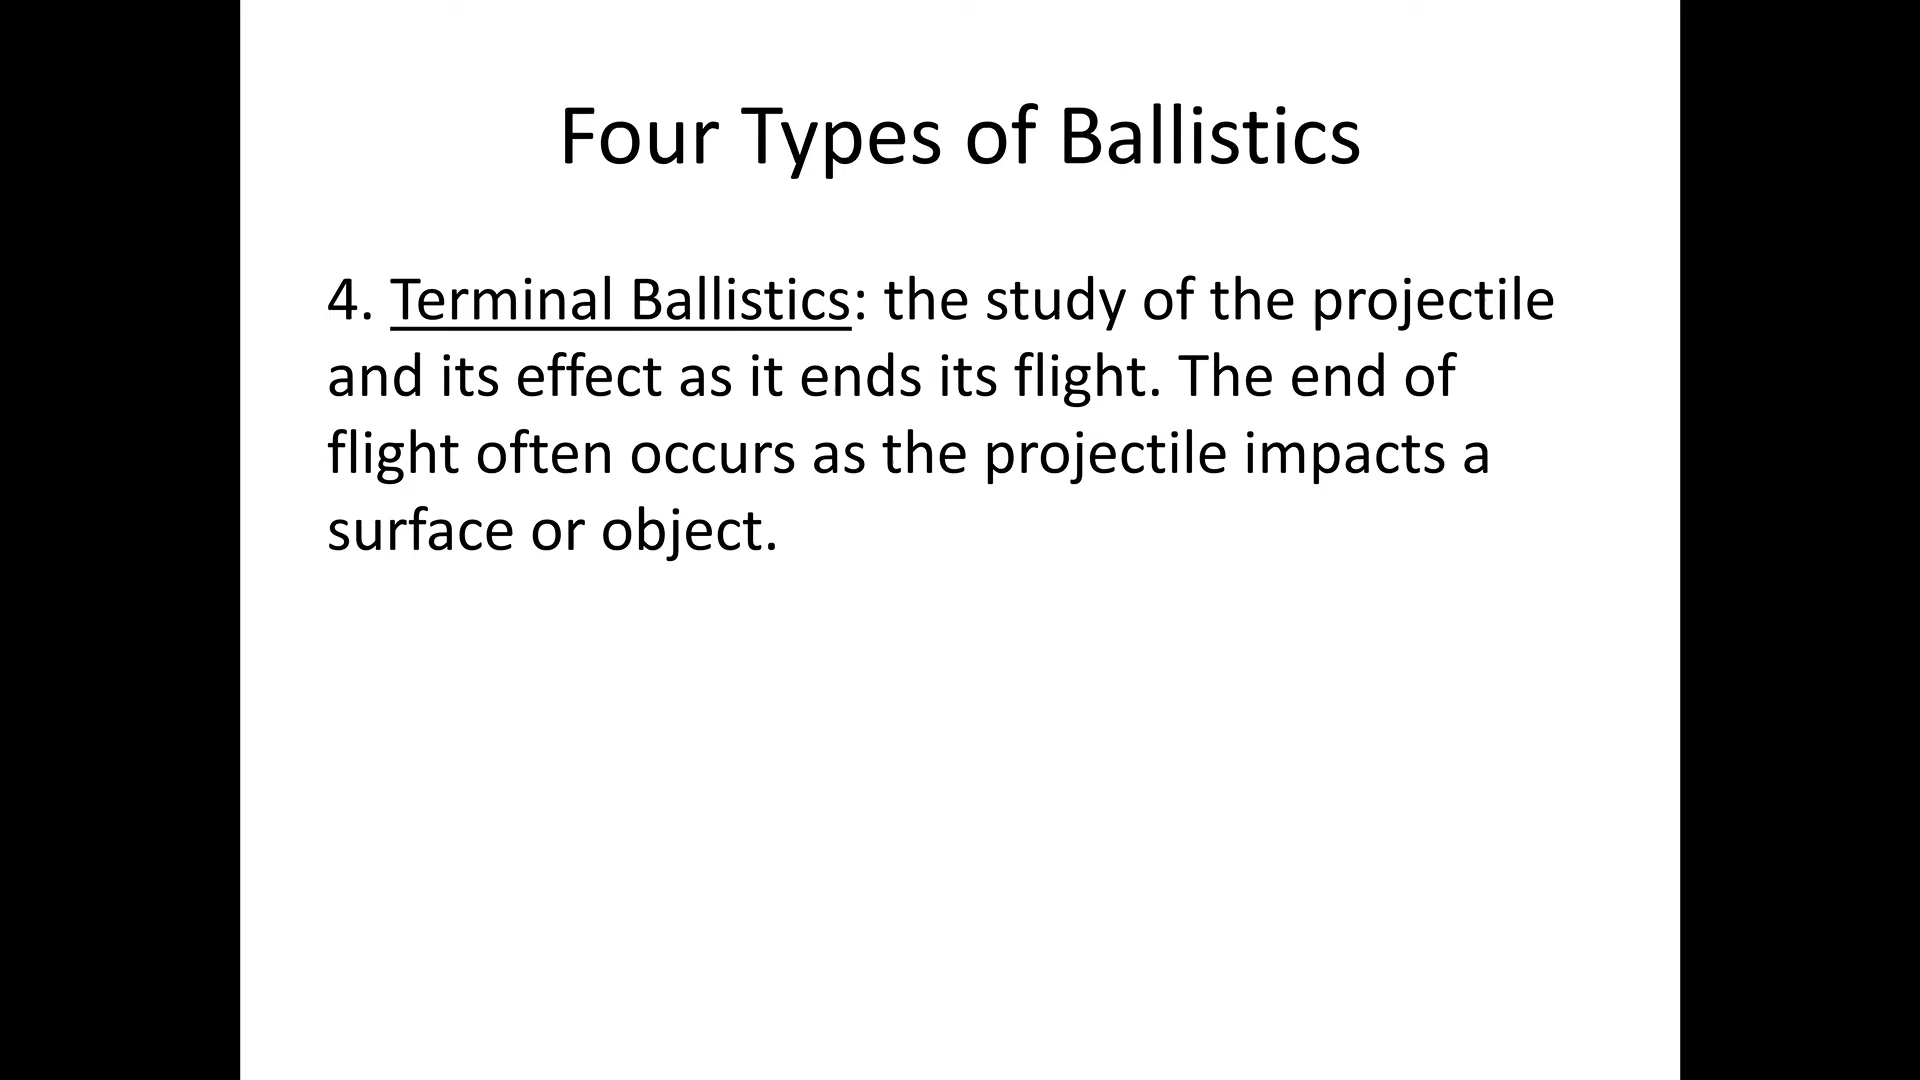 Four Types of Ballistics
4. Terminal Ballistics: the study of the projectile
and its effect as it ends its flight. The end of
flight often occurs as the projectile impacts a
surface or object.